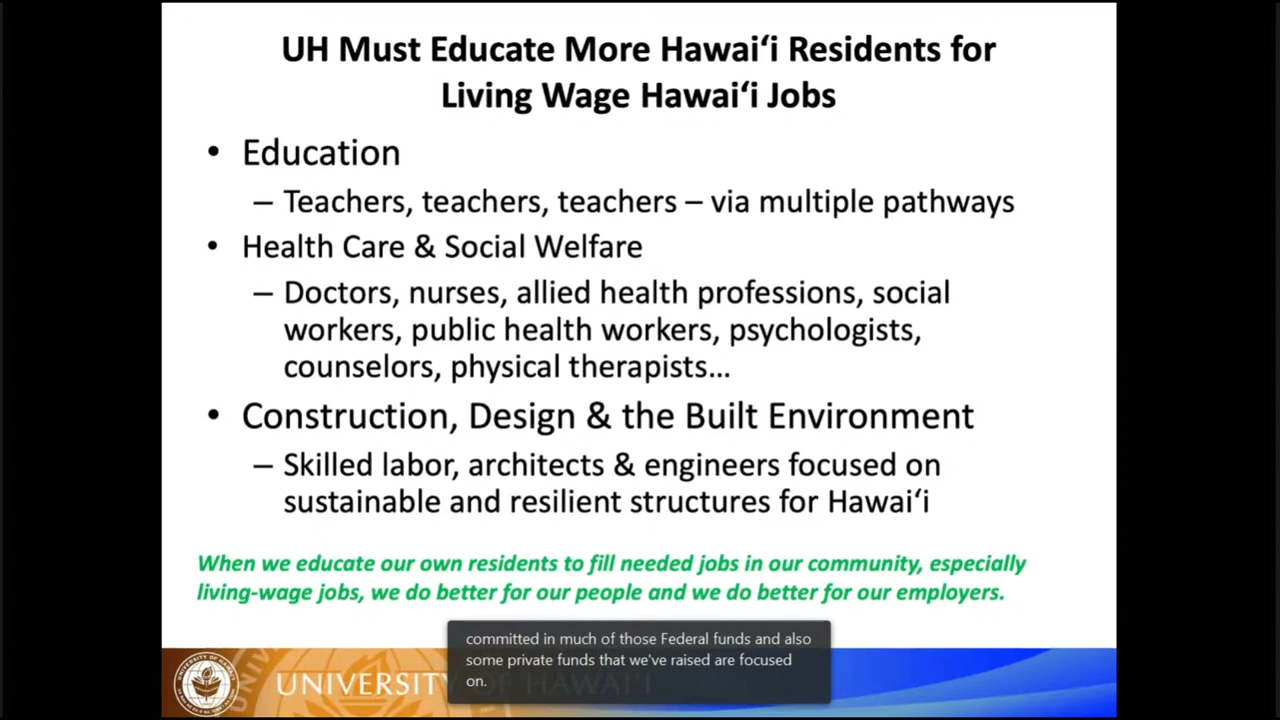 UH Must Educate More Hawaiʻi Residents for
Living Wage Hawaiʻi Jobs
• Education
– Teachers, teachers, teachers – via multiple pathways
• Health Care & Social Welfare
– Doctors, nurses, allied health professions, social
workers, public health workers, psychologists,
counselors, physical therapists…
• Construction, Design & the Built Environment
– Skilled labor, architects & engineers focused on
sustainable and resilient structures for Hawaiʻi
When we educate our own residents to fill needed jobs in our community, especially
living-wage jobs, we do better for our people and we do better for our employers.
committed in much of those Federal funds and also
some private funds that we've raised are focused
on.
UNIVERSITY OF HAWAIʻI